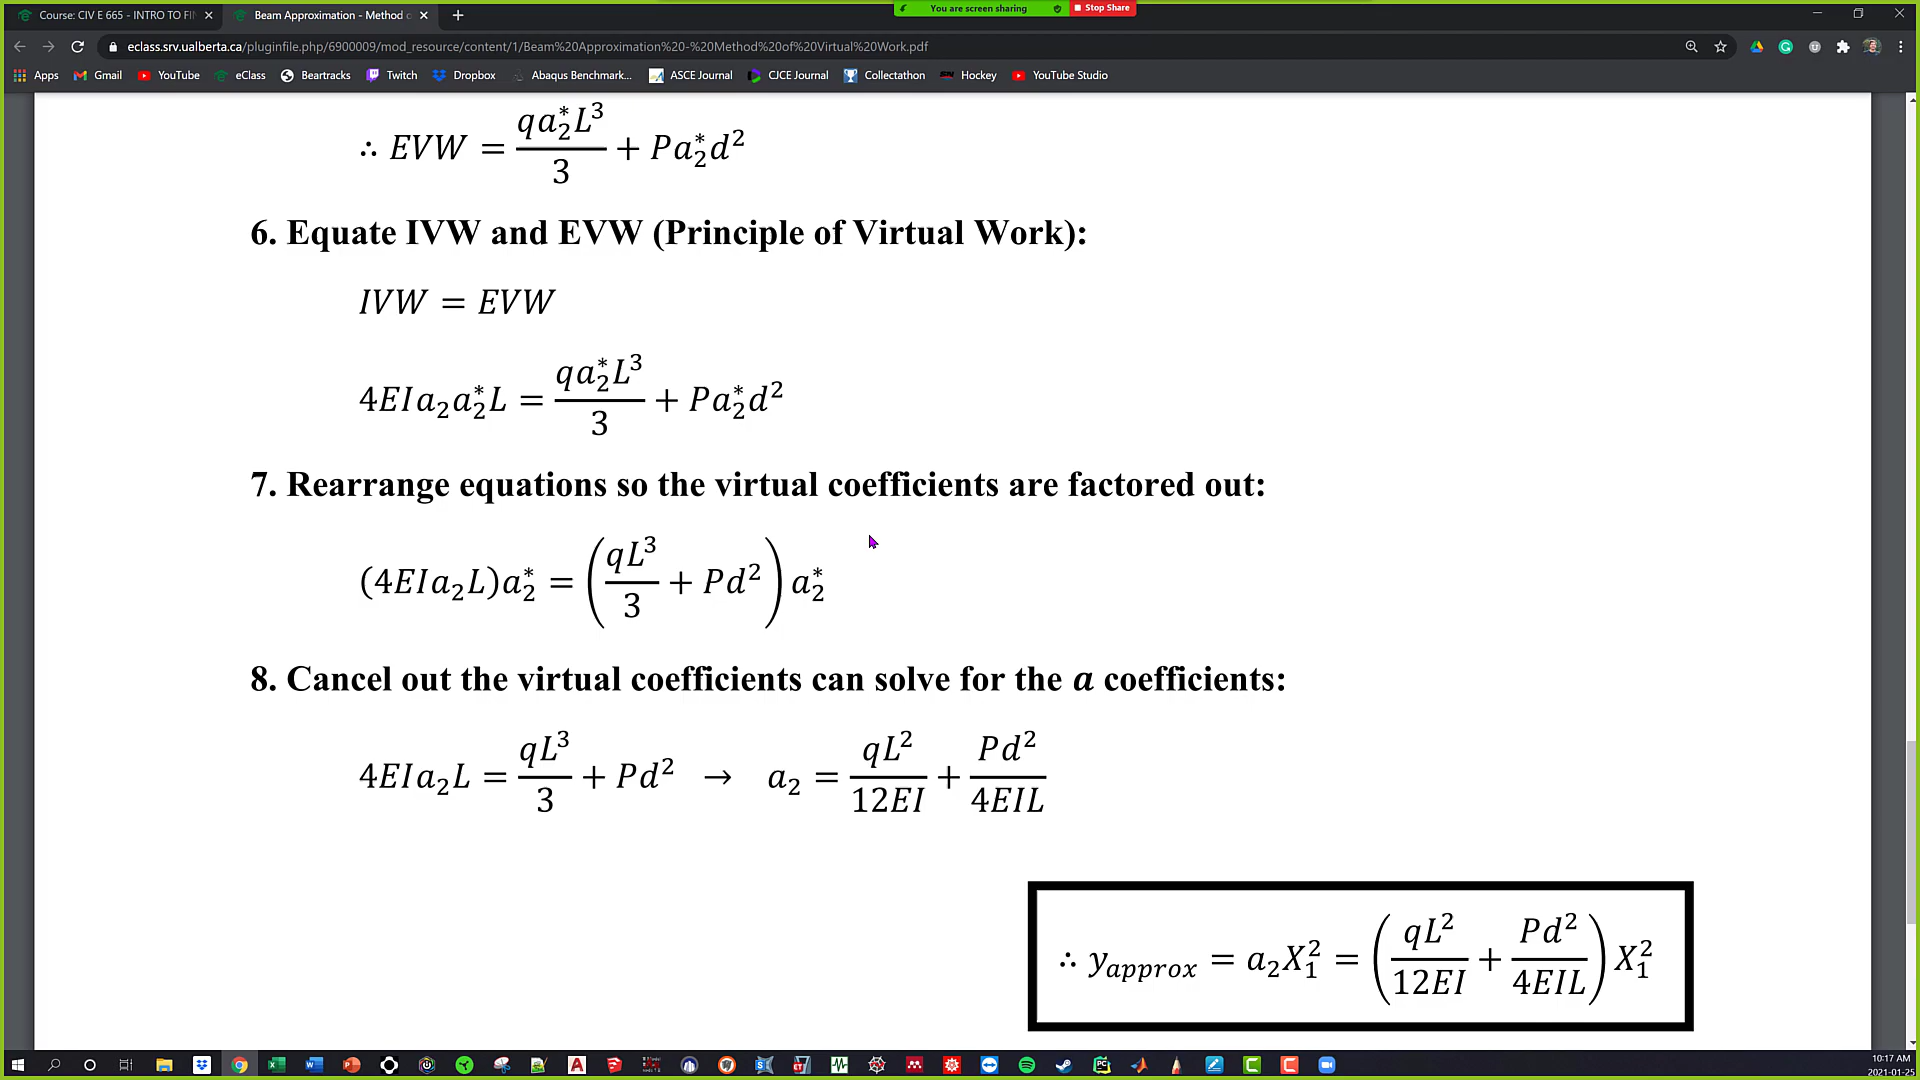 Course: CIV E 665 - INTRO TO FI
Beam Approximation - Method
You are screen sharing
Stop Share
eclass.srv.ualberta.ca/pluginfile.php/6900009/mod_resource/content/1/Beam%20Approximation%20-%20Method%20of%20Virtual%20Work.pdf
Apps Gmail YouTube eClass Beartracks Twitch Dropbox Abaqus Benchmark... ASCE Journal CJCE Journal Collectathon Hockey YouTube Studio
∴ EVW = qa₂*L³/3 + Pa₂*d²
6. Equate IVW and EVW (Principle of Virtual Work):
IVW = EVW
4EIa₂a₂*L = qa₂*L³/3 + Pa₂*d²
7. Rearrange equations so the virtual coefficients are factored out:
(4EIa₂L)a₂* = (qL³/3 + Pd²) a₂*
8. Cancel out the virtual coefficients can solve for the a coefficients:
4EIa₂L = qL³/3 + Pd² → a₂ = qL²/12EI + Pd²/4EIL
∴ y_approx = a₂X₁² = (qL²/12EI + Pd²/4EIL) X₁²
10:17 AM
2021-01-25